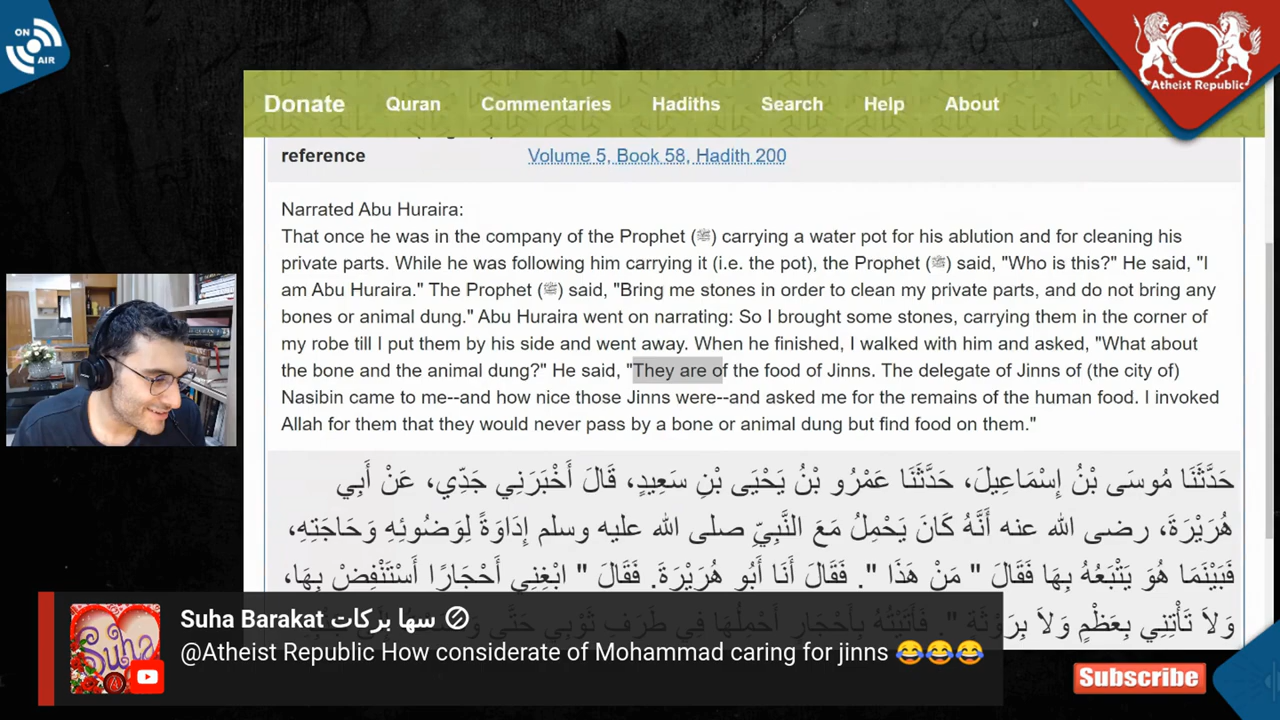 ON
AIR
Atheist Republic
Donate Quran Commentaries Hadiths Search Help About
reference Volume 5, Book 58, Hadith 200
Narrated Abu Huraira:
That once he was in the company of the Prophet (ﷺ) carrying a water pot for his ablution and for cleaning his
private parts. While he was following him carrying it (i.e. the pot), the Prophet (ﷺ) said, "Who is this?" He said, "I
am Abu Huraira." The Prophet (ﷺ) said, "Bring me stones in order to clean my private parts, and do not bring any
bones or animal dung." Abu Huraira went on narrating: So I brought some stones, carrying them in the corner of
my robe till I put them by his side and went away. When he finished, I walked with him and asked, "What about
the bone and the animal dung?" He said, "They are of the food of Jinns. The delegate of Jinns of (the city of)
Nasibin came to me--and how nice those Jinns were--and asked me for the remains of the human food. I invoked
Allah for them that they would never pass by a bone or animal dung but find food on them."
حَدَّثَنَا مُوسَى بْنُ إِسْمَاعِيلَ، حَدَّثَنَا عَمْرُو بْنُ يَحْيَى بْنِ سَعِيدٍ، قَالَ أَخْبَرَنِي جَدِّي، عَنْ أَبِي
هُرَيْرَةَ، رضى الله عنه أَنَّهُ كَانَ يَحْمِلُ مَعَ النَّبِيِّ صلى الله عليه وسلم إِدَاوَةً لِوَضُوئِهِ وَحَاجَتِهِ،
فَبَيْنَمَا هُوَ يَتْبَعُهُ بِهَا فَقَالَ " مَنْ هَذَا ". فَقَالَ أَنَا أَبُو هُرَيْرَةَ. فَقَالَ " ابْغِنِي أَحْجَارًا أَسْتَنْفِضْ بِهَا،
وَلاَ تَأْتِنِي بِعَظْمٍ وَلاَ بِرَوْثَةٍ ". فَأَتَيْتُهُ بِأَحْجَارٍ أَحْمِلُهَا فِي طَرَفِ ثَوْبِي حَتَّى
Suha Barakat سها بركات
@Atheist Republic How considerate of Mohammad caring for jinns 😂😂😂
Suha
Subscribe